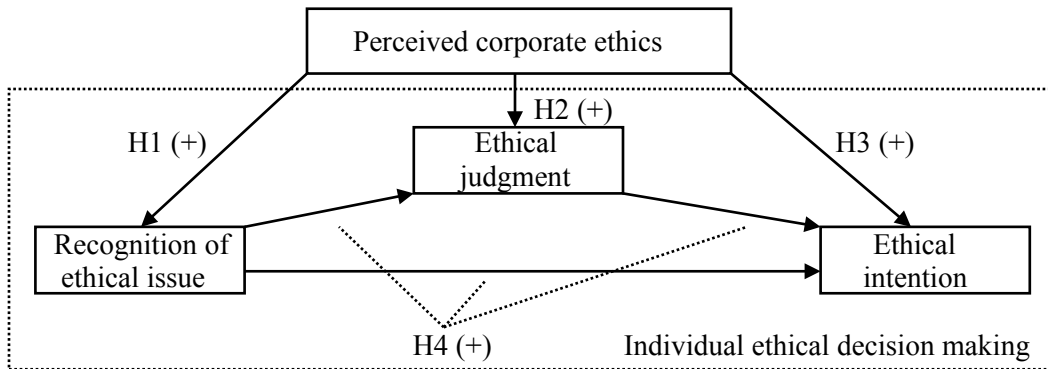 Perceived corporate ethics
H1 (+)
H2 (+)
H3 (+)
Ethical
judgment
Recognition of
ethical issue
Ethical
intention
H4 (+)
Individual ethical decision making